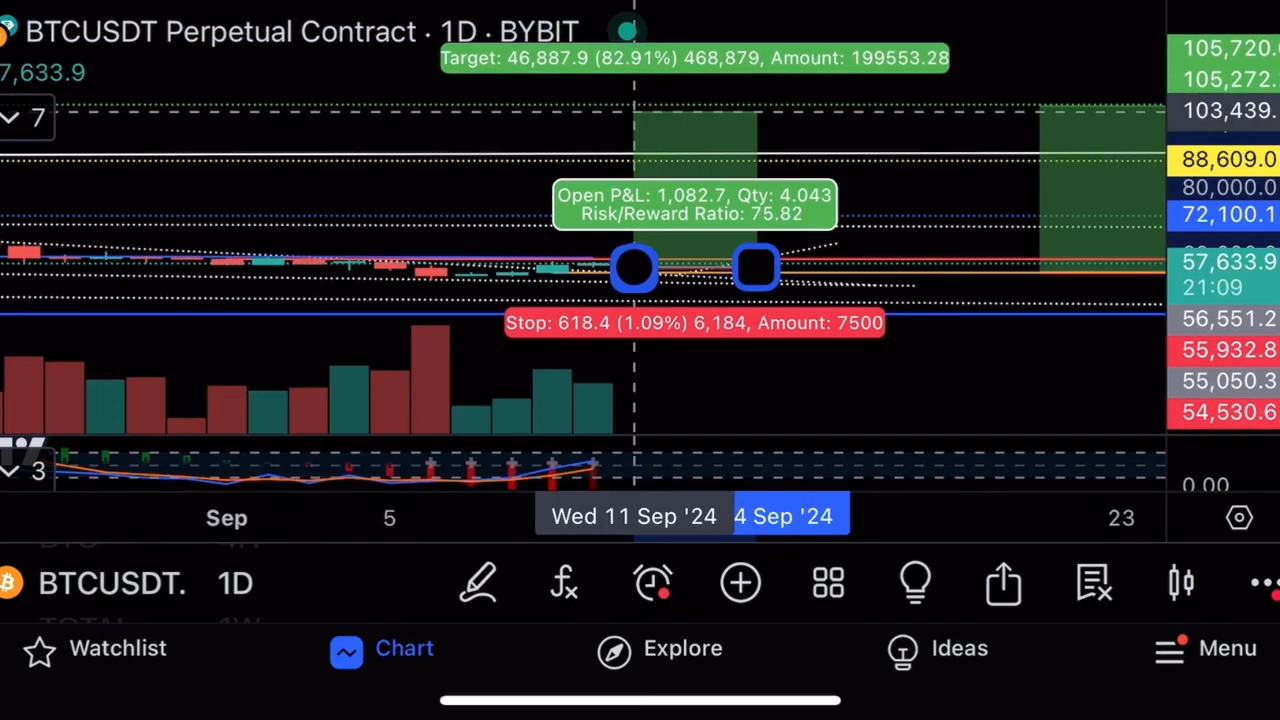 BTCUSDT Perpetual Contract · 1D · BYBIT
7,633.9
7
Target: 46,887.9 (82.91%) 468,879, Amount: 199553.28
Open P&L: 1,082.7, Qty: 4.043
Risk/Reward Ratio: 75.82
Stop: 618.4 (1.09%) 6,184, Amount: 7500
105,720.
105,272.
103,439.
88,609.0
80,000.0
72,100.1
57,633.9
21:09
56,551.2
55,932.8
55,050.3
54,530.6
3
0.00
Sep
5
Wed 11 Sep '24
4 Sep '24
23
BTCUSDT.
1D
Watchlist
Chart
Explore
Ideas
Menu